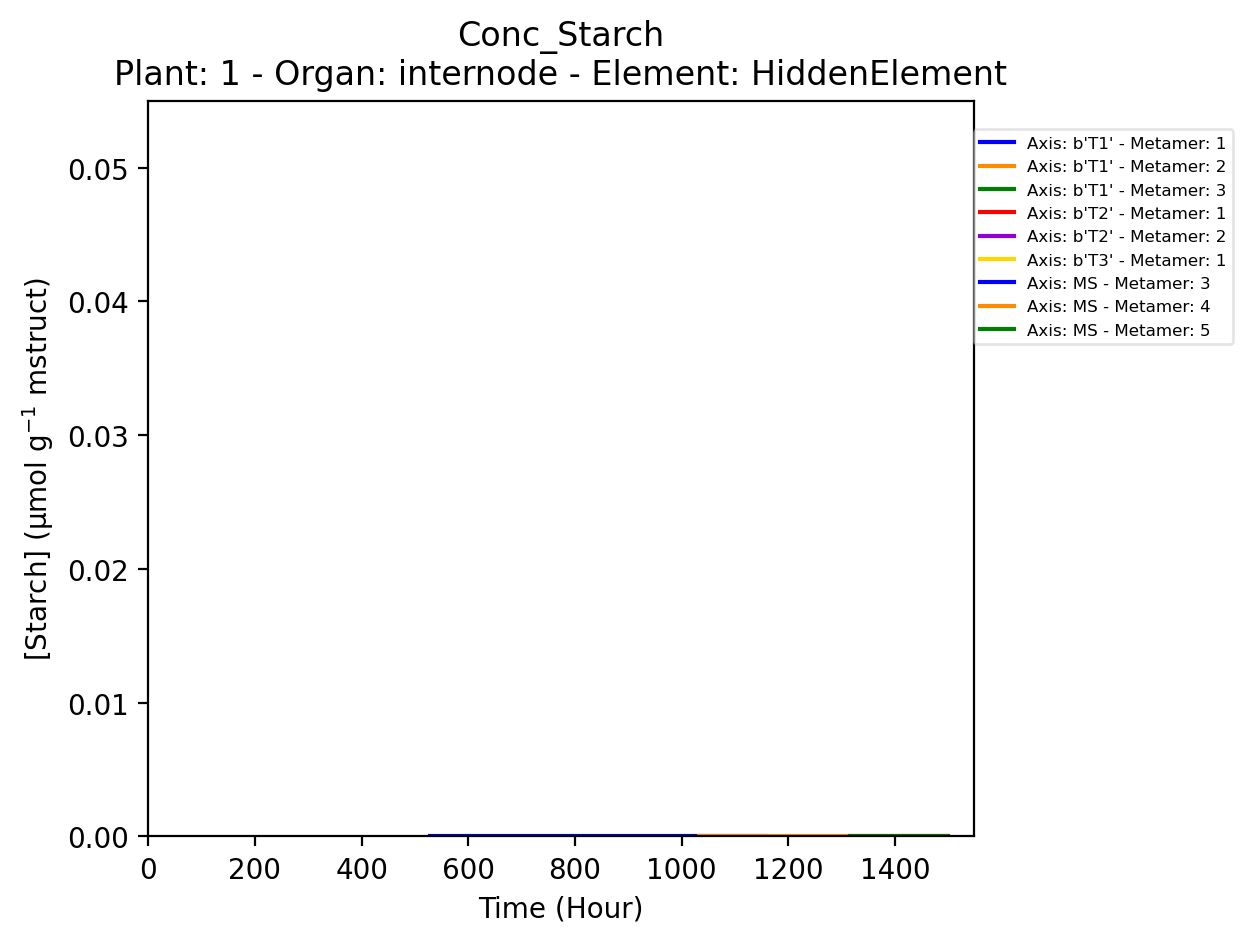 Conc_Starch
Plant: 1 - Organ: internode - Element: HiddenElement
Axis: b'T1' - Metamer: 1
Axis: b'T1' - Metamer: 2
Axis: b'T1' - Metamer: 3
Axis: b'T2' - Metamer: 1
Axis: b'T2' - Metamer: 2
Axis: b'T3' - Metamer: 1
Axis: MS - Metamer: 3
Axis: MS - Metamer: 4
Axis: MS - Metamer: 5
[Starch] (µmol g⁻¹ mstruct)
0.05
0.04
0.03
0.02
0.01
0.00
0 200 400 600 800 1000 1200 1400
Time (Hour)